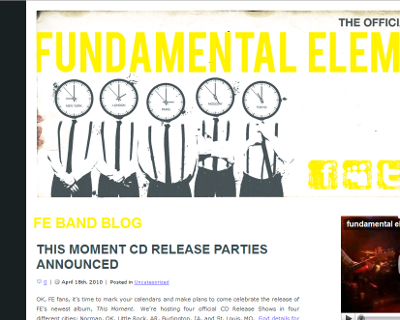 THE OFFICI
FUNDAMENTAL ELEM
NEW YORK
LONDON
PARIS
MOSCOW
TOKYO
f
FE BAND BLOG
fundamental el
THIS MOMENT CD RELEASE PARTIES
ANNOUNCED
0 | April 18th, 2010 | Posted in Uncategorized
OK, FE fans, it's time to mark your calendars and make plans to come celebrate the release of
FE's newest album, This Moment. We're hosting four official CD Release Shows in four
different cities: Norman, OK, Little Rock, AR, Burlington, IA, and St. Louis, MO. Find details for